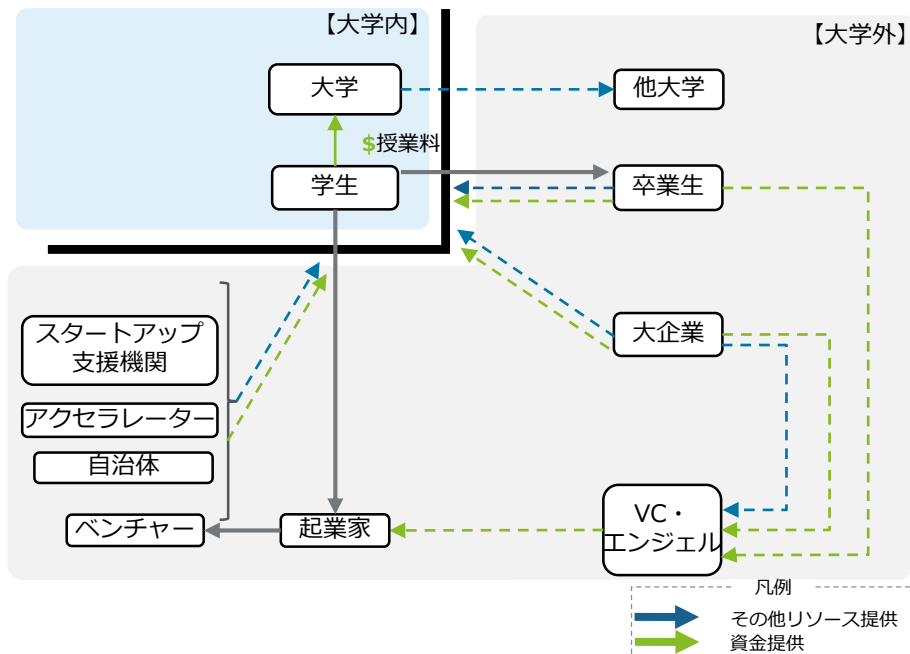 【大学内】
【大学外】
大学
他大学
$授業料
学生
卒業生
大企業
スタートアップ
支援機関
アクセラレーター
自治体
ベンチャー
起業家
VC・
エンジェル
凡例
その他リソース提供
資金提供